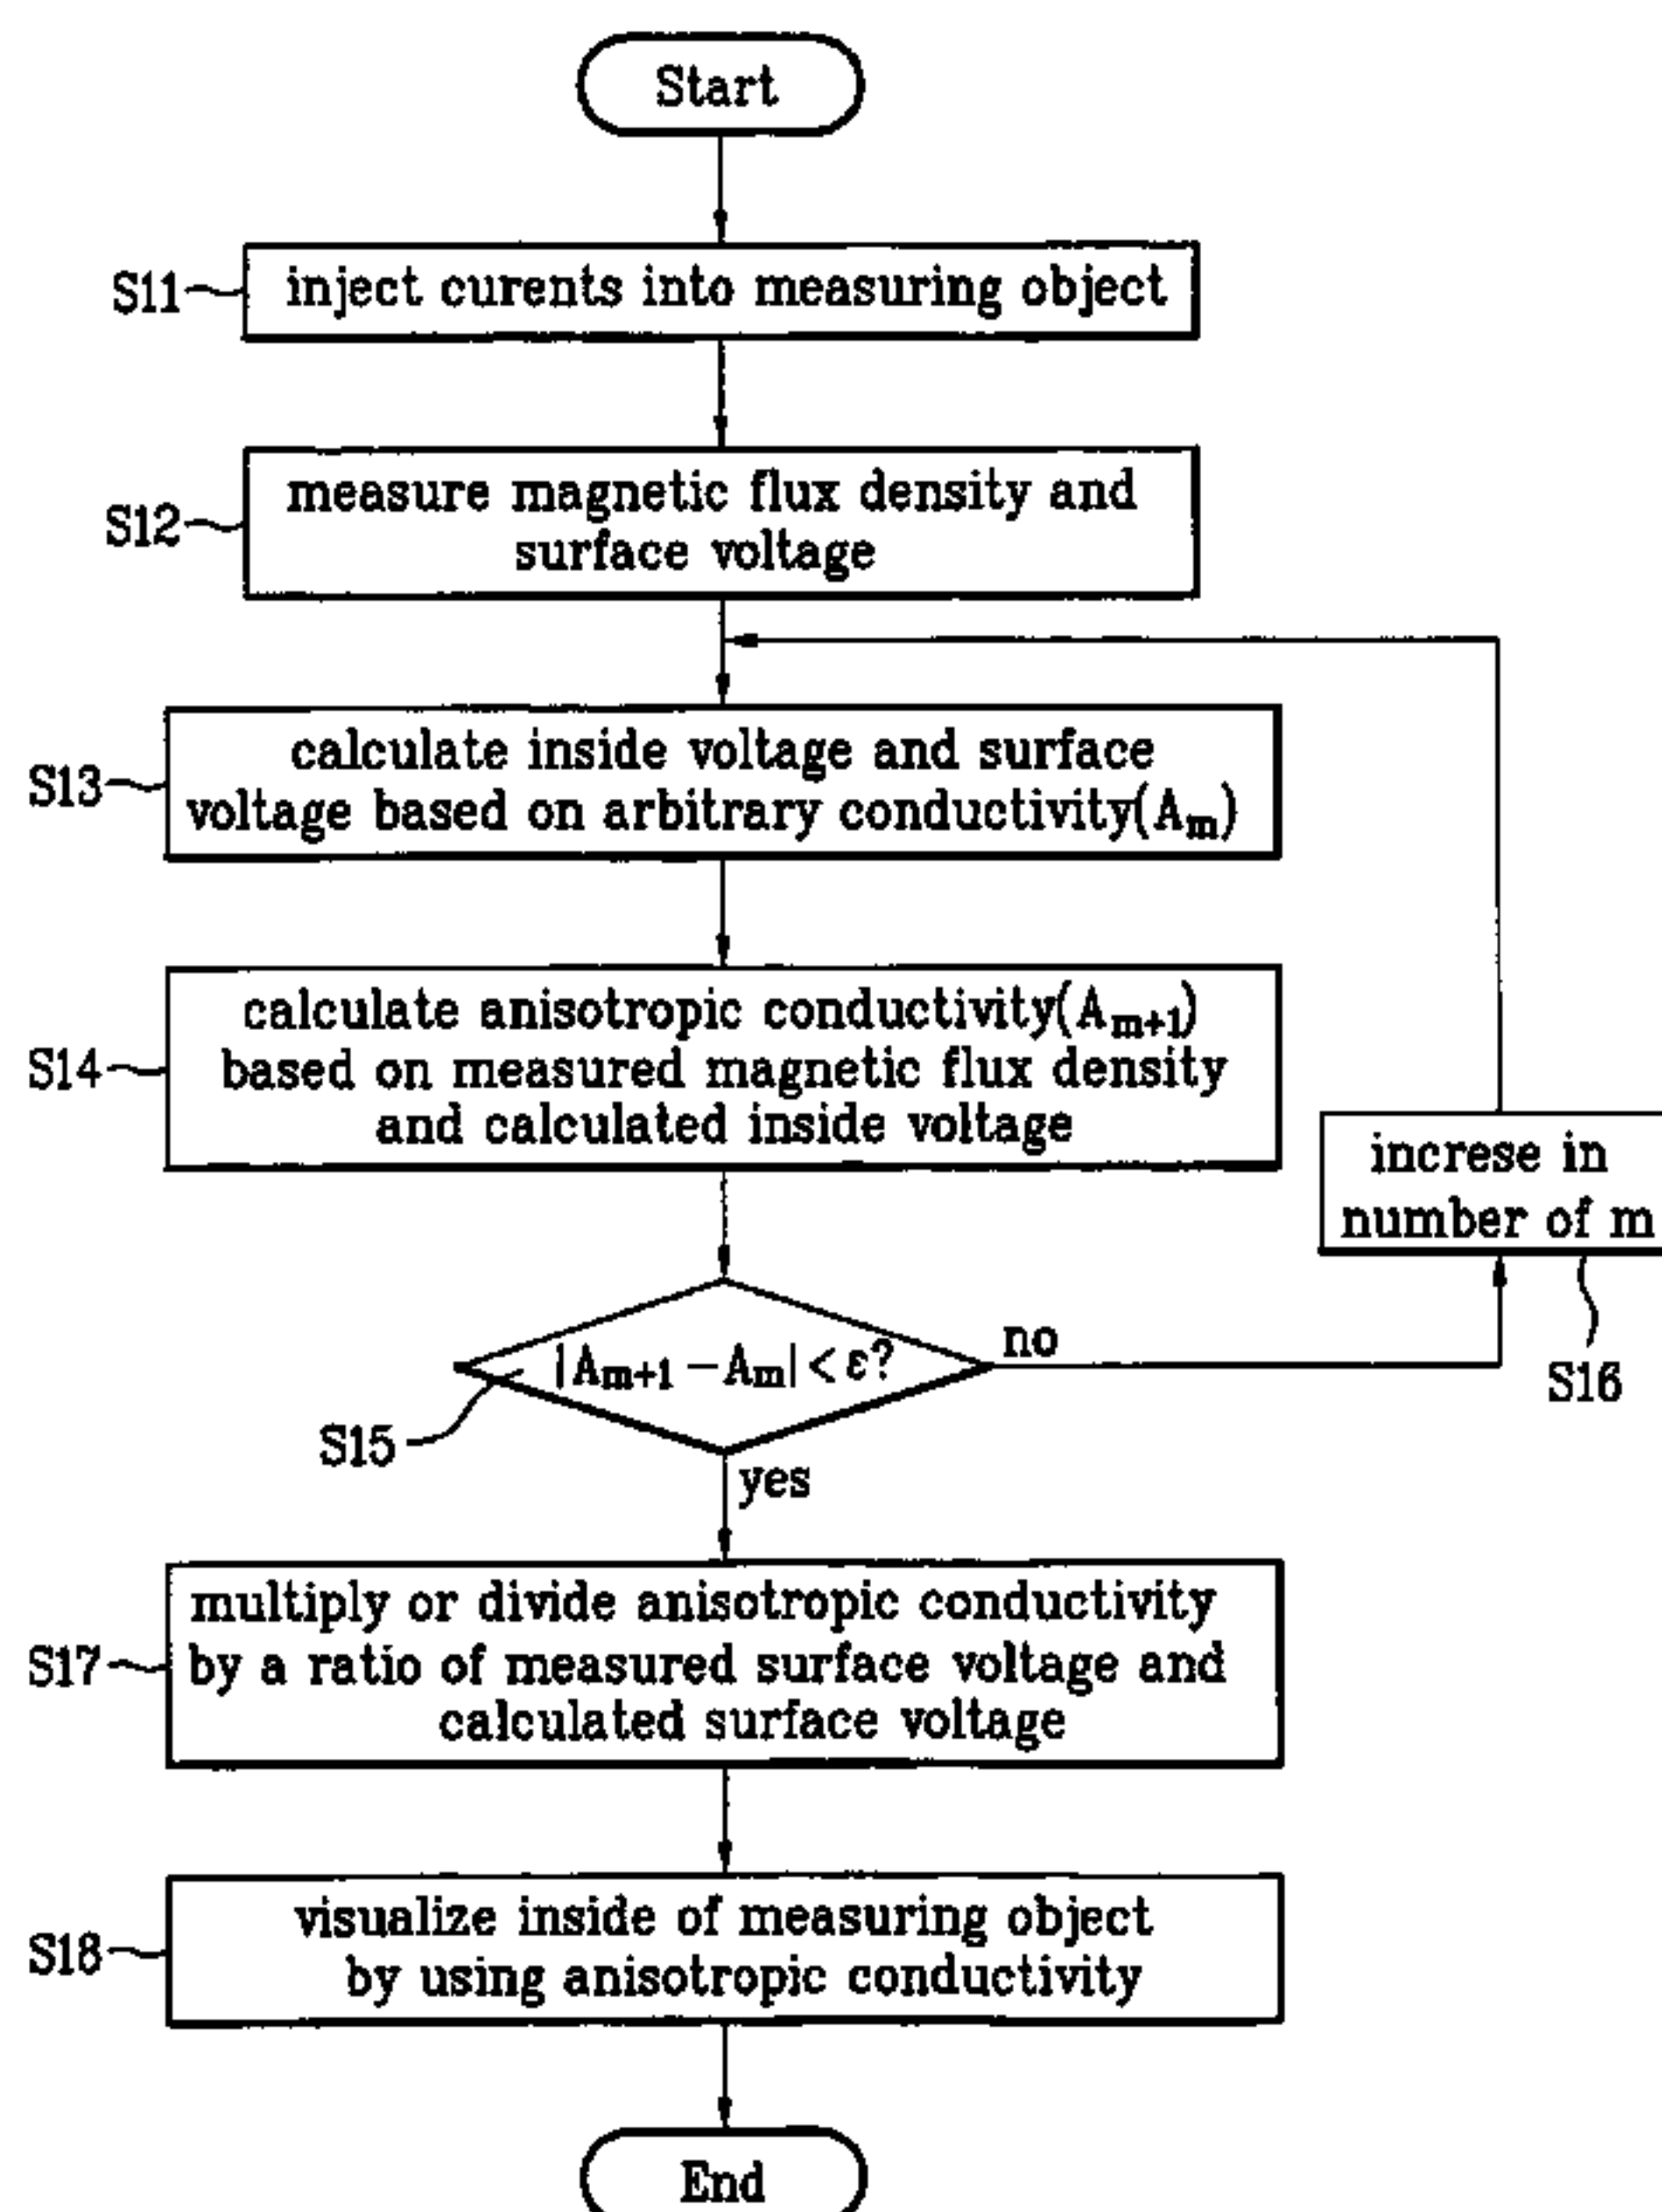 Start
S11
inject curents into measuring object
S12
measure magnetic flux density and
surface voltage
S13
calculate inside voltage and surface
voltage based on arbitrary conductivity(Am)
S14
calculate anisotropic conductivity(Am+1)
based on measured magnetic flux density
and calculated inside voltage
increse in
number of m
S16
|Am+1 −Am| < ε?
no
S15
yes
S17
multiply or divide anisotropic conductivity
by a ratio of measured surface voltage and
calculated surface voltage
S18
visualize inside of measuring object
by using anisotropic conductivity
End